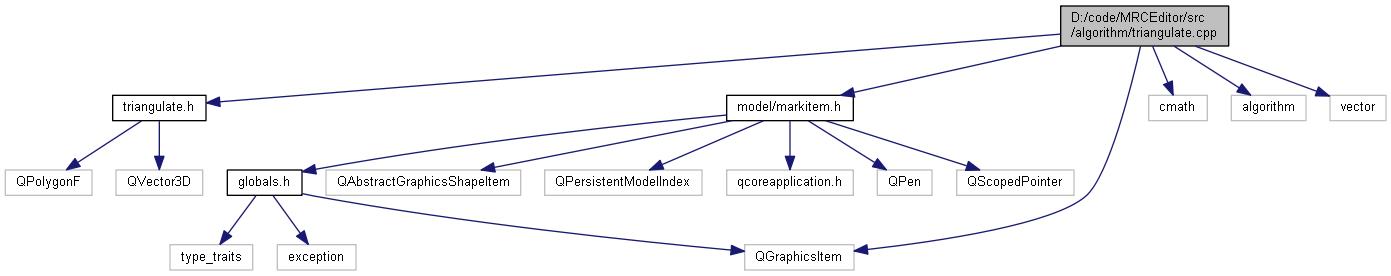 D:/code/MRCEditor/src
/algorithm/triangulate.cpp
triangulate.h
model/markitem.h
cmath
algorithm
vector
QPolygonF
QVector3D
globals.h
QAbstractGraphicsShapeItem
QPersistentModelIndex
qcoreapplication.h
QPen
QScopedPointer
type_traits
exception
QGraphicsItem